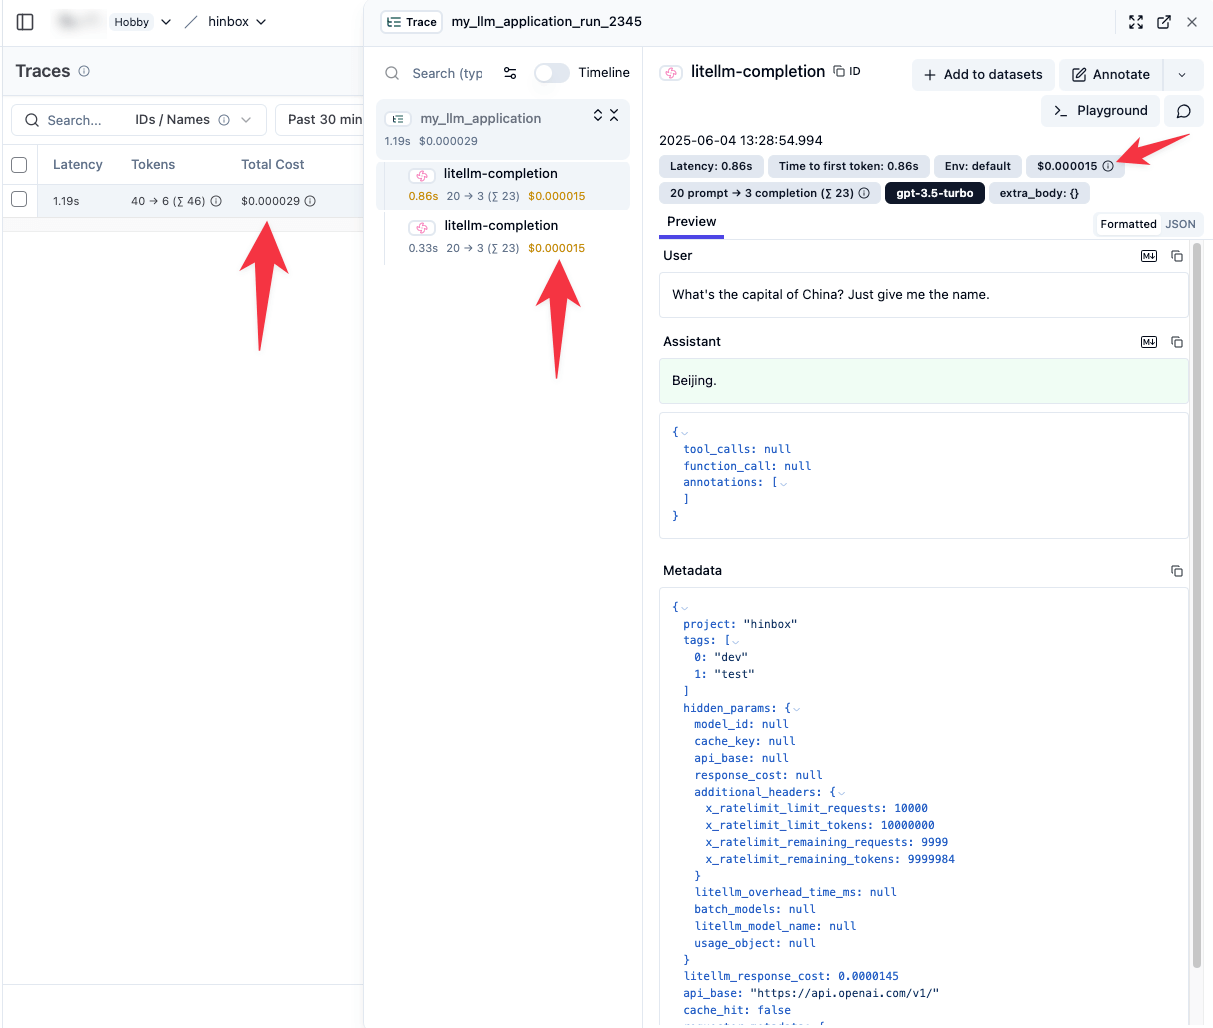 Hobby
hinbox
Traces
Search...
IDs / Names
Past 30 min
Latency
Tokens
Total Cost
1.19s
40 → 6 (∑ 46)
$0.000029
Trace
my_llm_application_run_2345
Search (typ
Timeline
my_llm_application
1.19s $0.000029
litellm-completion
0.86s 20 → 3 (∑ 23) $0.000015
litellm-completion
0.33s 20 → 3 (∑ 23) $0.000015
litellm-completion
ID
Add to datasets
Annotate
Playground
2025-06-04 13:28:54.994
Latency: 0.86s
Time to first token: 0.86s
Env: default
$0.000015
20 prompt → 3 completion (∑ 23)
gpt-3.5-turbo
extra_body: {}
Preview
Formatted
JSON
User
What's the capital of China? Just give me the name.
Assistant
Beijing.
{
tool_calls: null
function_call: null
annotations: [
]
}
Metadata
{
project: "hinbox"
tags: [
0: "dev"
1: "test"
]
hidden_params: {
model_id: null
cache_key: null
api_base: null
response_cost: null
additional_headers: {
x_ratelimit_limit_requests: 10000
x_ratelimit_limit_tokens: 10000000
x_ratelimit_remaining_requests: 9999
x_ratelimit_remaining_tokens: 9999984
}
litellm_overhead_time_ms: null
batch_models: null
litellm_model_name: null
usage_object: null
}
litellm_response_cost: 0.0000145
api_base: "https://api.openai.com/v1/"
cache_hit: false